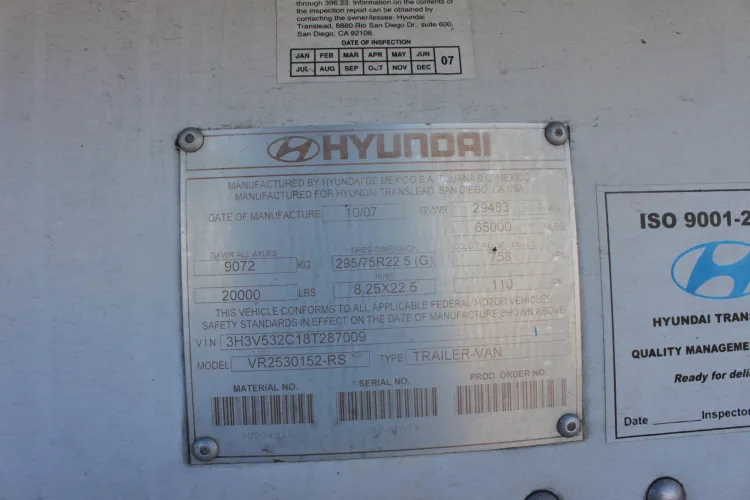 through 396.23. Information on the contents of
the inspection report can be obtained by
contacting the owner/lessee: Hyundai
Translead. 8880 Rio San Diego Dr.; suite 600,
San Diego, CA 92108.
DATE OF INSPECTION
JAN FEB MAR APR MAY JUN 07
JUL AUG SEP OCT NOV DEC
HYUNDAI
MANUFACTURED BY HYUNDAI DE MEXICO S.A. TIJUANA B.C. MEXICO
MANUFACTURED FOR HYUNDAI TRANSLEAD, SAN DIEGO, CA USA
DATE OF MANUFACTURE 10/07 GVWR 29483 KG
65000 LBS
GAWR ALL AXLES TIRES-DIMENSION
9072 KG 295/75R22.5 (G) 758
RIMS
20000 LBS 8.25X22.5 110
THIS VEHICLE CONFORMS TO ALL APPLICABLE FEDERAL MOTOR VEHICLES
SAFETY STANDARDS IN EFFECT ON THE DATE OF MANUFACTURE SHOWN ABOVE
V I N 3H3V532C18T287009
MODEL VR2530152-RS TYPE TRAILER-VAN
MATERIAL NO. SERIAL NO. PROD. ORDER NO.
ISO 9001-2
HYUNDAI TRANS
QUALITY MANAGEME
Ready for deli
Date Inspector